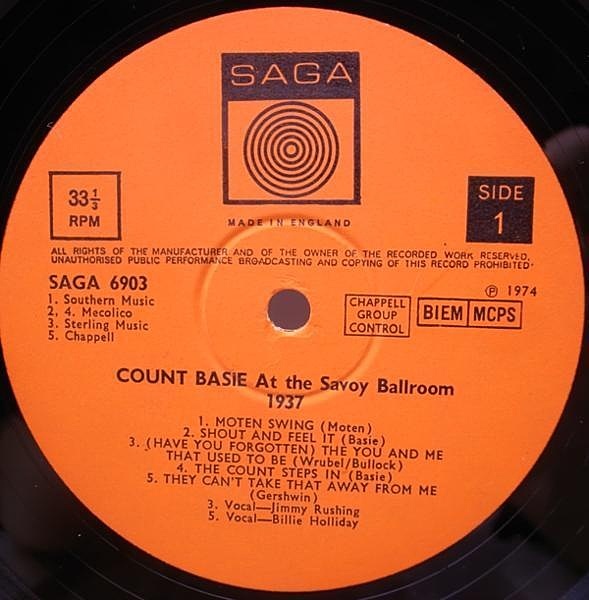 SAGA
33 1/3
RPM
SIDE
1
MADE IN ENGLAND
ALL RIGHTS OF THE MANUFACTURER AND OF THE OWNER OF THE RECORDED WORK RESERVED.
UNAUTHORISED PUBLIC PERFORMANCE BROADCASTING AND COPYING OF THIS RECORD PROHIBITED.
SAGA 6903
℗ 1974
1. Southern Music
2, 4. Mecolico
3. Sterling Music
5. Chappell
CHAPPELL
GROUP
CONTROL
BIEM MCPS
COUNT BASIE At the Savoy Ballroom
1937
1. MOTEN SWING (Moten)
2. SHOUT AND FEEL IT (Basie)
3. (HAVE YOU FORGOTTEN) THE YOU AND ME
THAT USED TO BE (Wrubel/Bullock)
4. THE COUNT STEPS IN (Basie)
5. THEY CAN'T TAKE THAT AWAY FROM ME
(Gershwin)
3. Vocal—Jimmy Rushing
5. Vocal—Billie Holliday